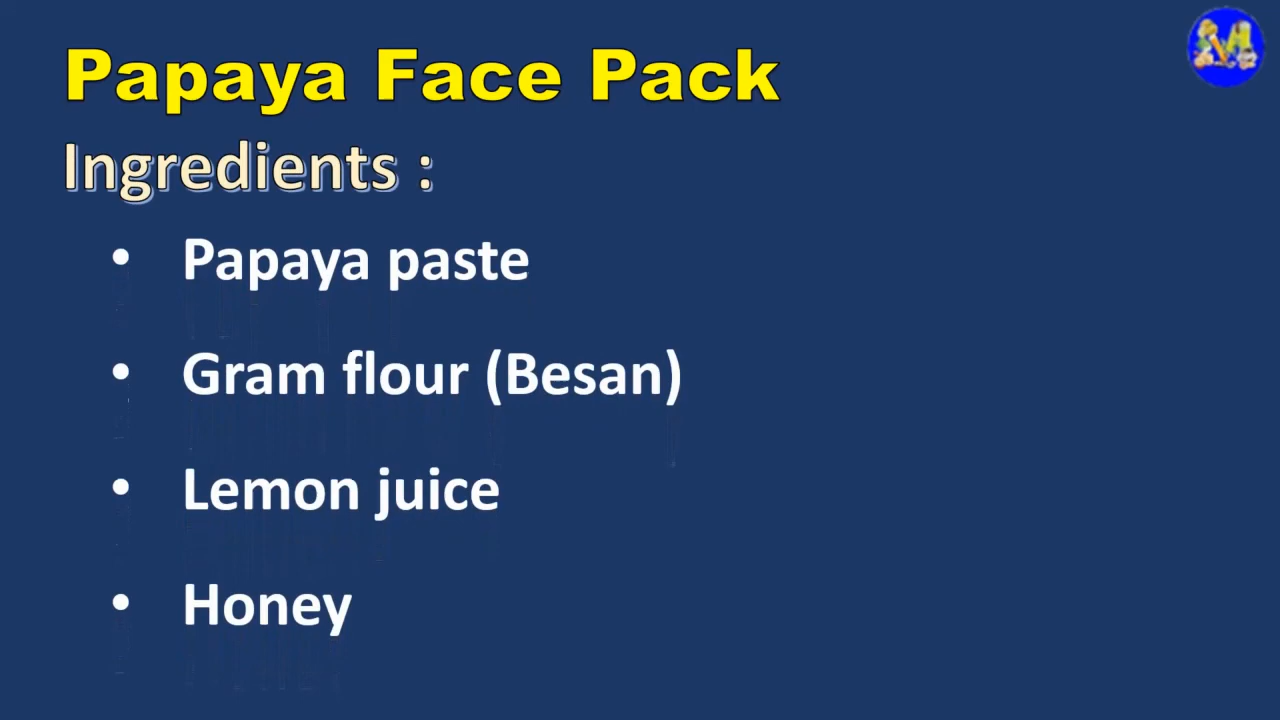 Papaya Face Pack
Ingredients :
• Papaya paste
• Gram flour (Besan)
• Lemon juice
• Honey